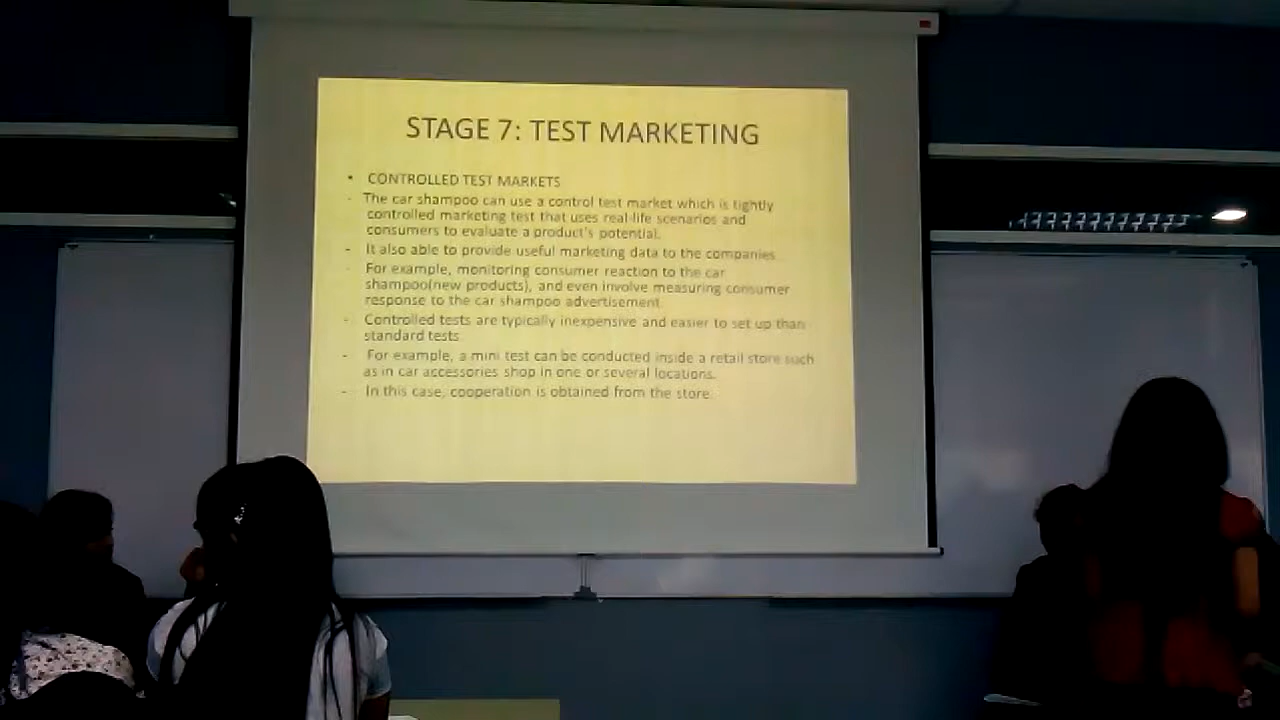 STAGE 7: TEST MARKETING
• CONTROLLED TEST MARKETS
- The car shampoo can use a control test market which is tightly
controlled marketing test that uses real-life scenarios and
consumers to evaluate a product's potential.
- It also able to provide useful marketing data to the companies.
- For example, monitoring consumer reaction to the car
shampoo(new products), and even involve measuring consumer
response to the car shampoo advertisement.
- Controlled tests are typically inexpensive and easier to set up than
standard tests
- For example, a mini test can be conducted inside a retail store such
as in car accessories shop in one or several locations.
- In this case, cooperation is obtained from the store.